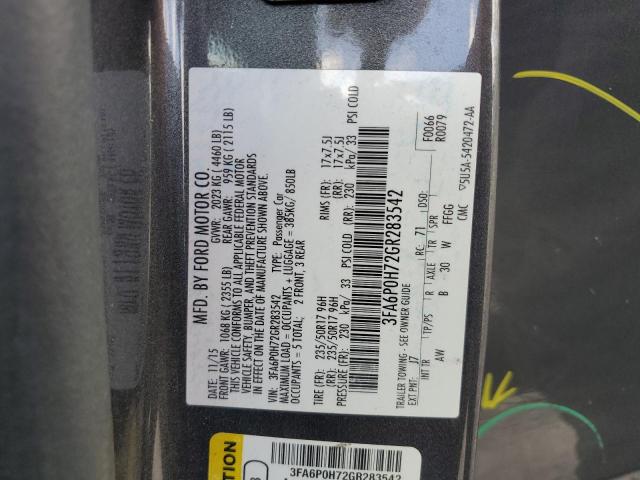 MFD. BY FORD MOTOR CO.
DATE: 11/15 GVWR: 2023 KG ( 4460 LB)
FRONT GAWR: 1068 KG ( 2355 LB) REAR GAWR: 959 KG ( 2115 LB)
THIS VEHICLE CONFORMS TO ALL APPLICABLE FEDERAL MOTOR
VEHICLE SAFETY, BUMPER, AND THEFT PREVENTION STANDARDS
IN EFFECT ON THE DATE OF MANUFACTURE SHOWN ABOVE.
VIN: 3FA6P0H72GR283542 TYPE: Passenger Car
MAXIMUM LOAD = OCCUPANTS + LUGGAGE = 385KG/ 850LB
OCCUPANTS = 5 TOTAL: 2 FRONT, 3 REAR
TIRE (FR): 235/50R17 96H RIMS (FR): 17x7.5J
(RR): 235/50R17 96H (RR): 17x7.5J
PRESSURE (FR): 230 kPa/ 33 PSI COLD (RR): 230 kPa/ 33 PSI COLD
3FA6P0H72GR283542
F0066
R0079
TRAILER TOWING - SEE OWNER GUIDE
EXT PNT: J7 RC: 71 DSO:
INT TR TP/PS R AXLE TR SPR
AW B 30 W FFGG
CMC 5U5A-5420472-AA
3FA6P0H72GR283542